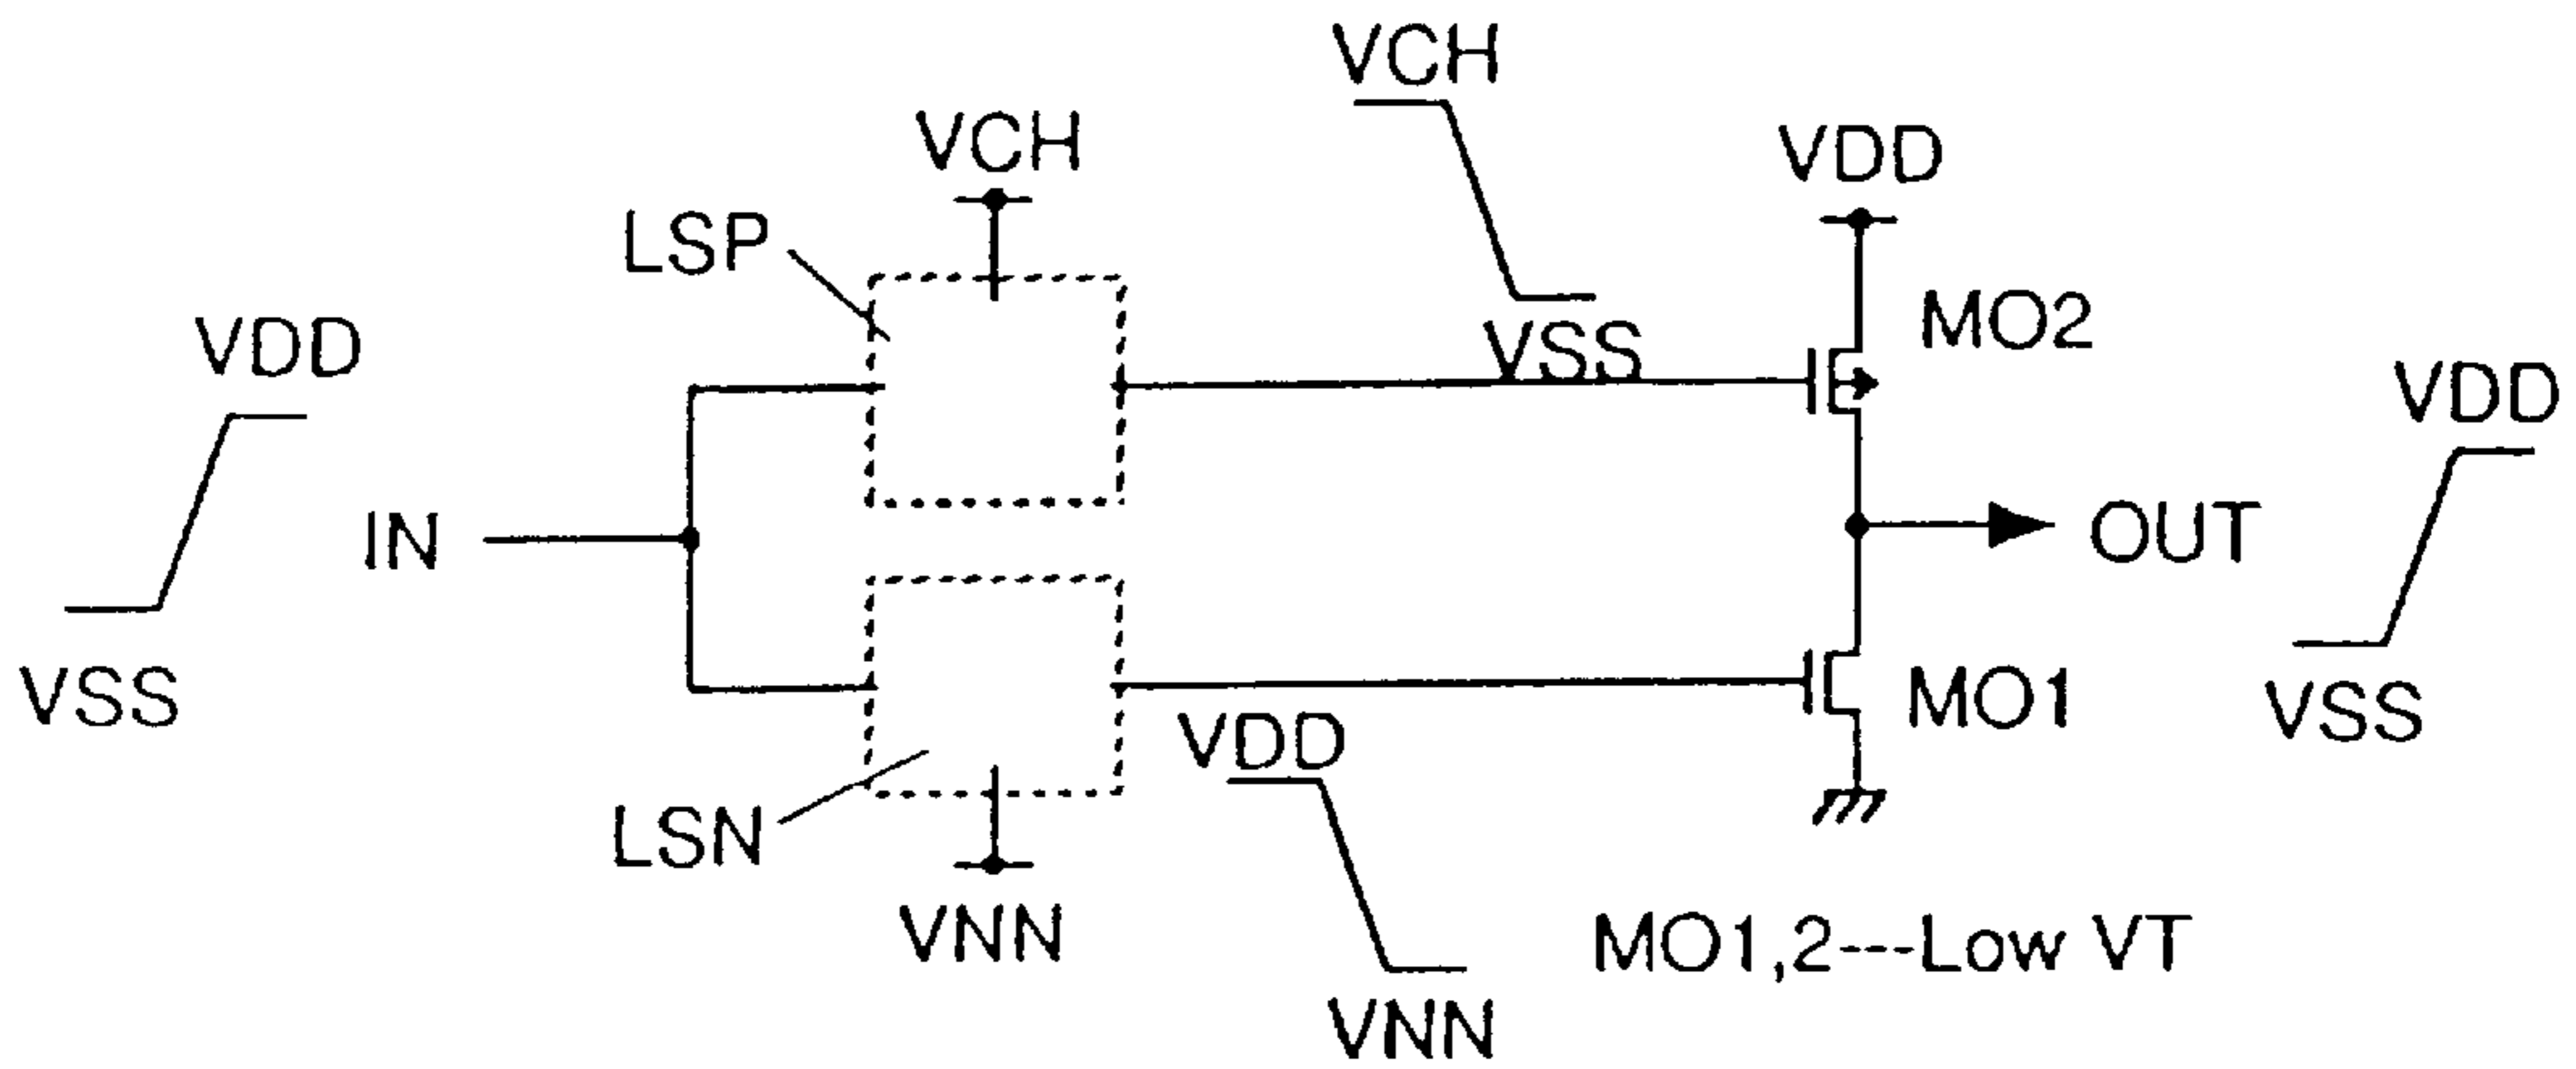 VCH
VCH
VDD
LSP
VDD
MO2
VSS
VDD
IN
OUT
VSS
MO1
VSS
VDD
LSN
VNN
MO1,2---Low VT
VNN